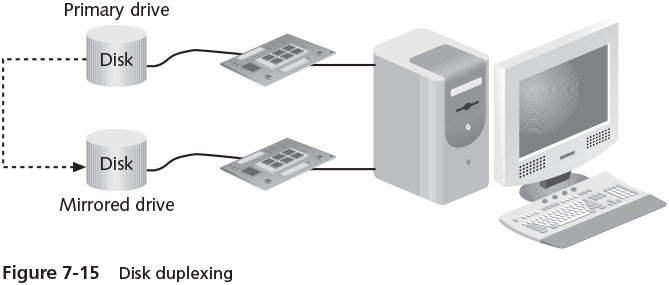 Primary drive
Disk
Disk
Mirrored drive
Figure 7-15 Disk duplexing